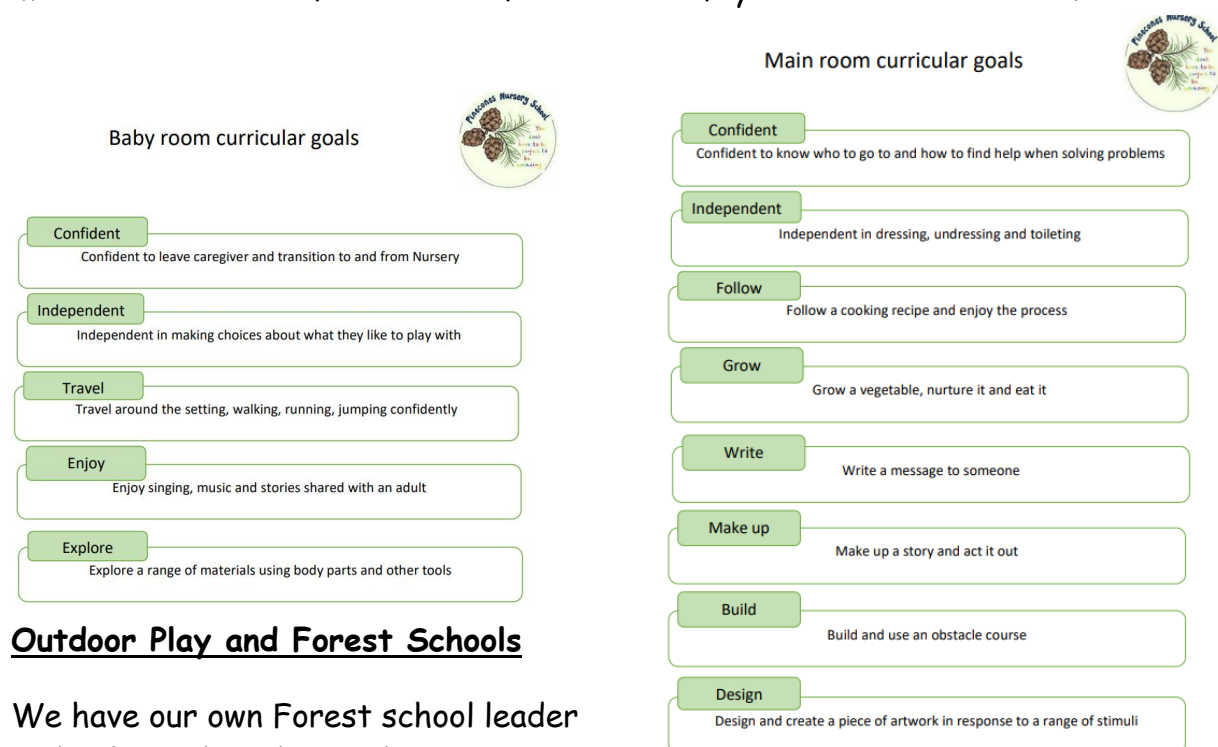 Baby room curricular goals
Pinecones Nursery School
Confident
Confident to leave caregiver and transition to and from Nursery
Independent
Independent in making choices about what they like to play with
Travel
Travel around the setting, walking, running, jumping confidently
Enjoy
Enjoy singing, music and stories shared with an adult
Explore
Explore a range of materials using body parts and other tools
Outdoor Play and Forest Schools
We have our own Forest school leader
Main room curricular goals
Pinecones Nursery School
Confident
Confident to know who to go to and how to find help when solving problems
Independent
Independent in dressing, undressing and toileting
Follow
Follow a cooking recipe and enjoy the process
Grow
Grow a vegetable, nurture it and eat it
Write
Write a message to someone
Make up
Make up a story and act it out
Build
Build and use an obstacle course
Design
Design and create a piece of artwork in response to a range of stimuli